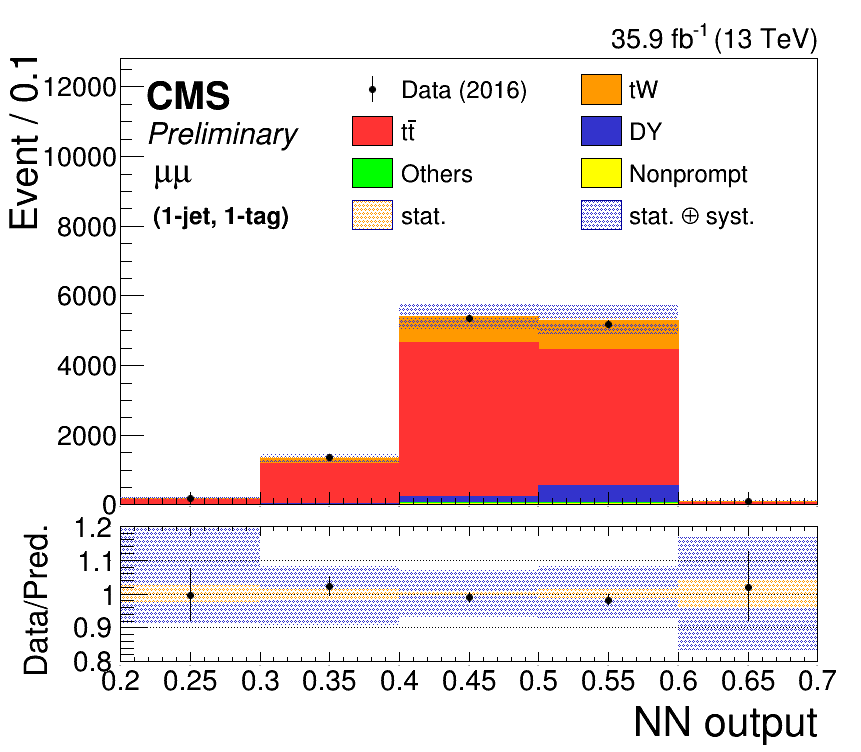 35.9 fb⁻¹ (13 TeV)
Event / 0.1
12000
10000
8000
6000
4000
2000
0
CMS
Preliminary
μμ
(1-jet, 1-tag)
Data (2016)
tW
tt̄
DY
Others
Nonprompt
stat.
stat. ⊕ syst.
Data/Pred.
1.2
1.1
1
0.9
0.8
0.2 0.25 0.3 0.35 0.4 0.45 0.5 0.55 0.6 0.65 0.7
NN output